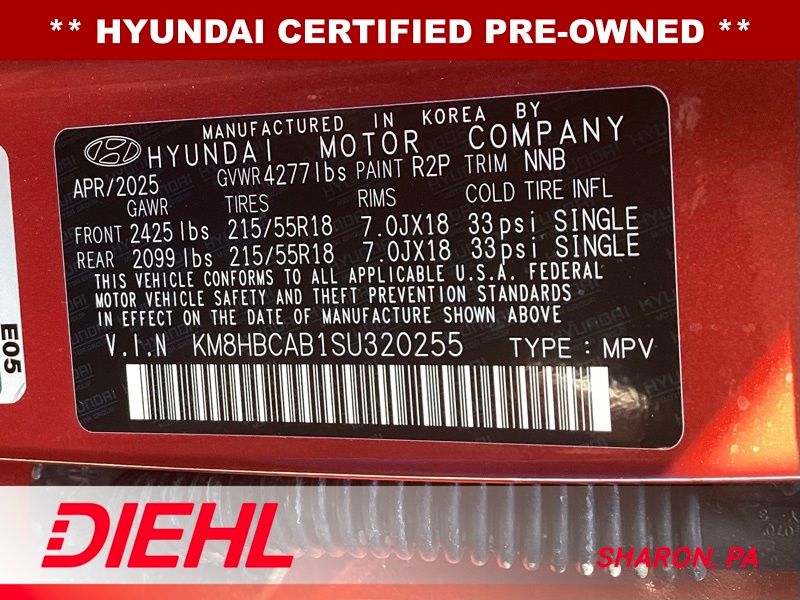 ** HYUNDAI CERTIFIED PRE-OWNED **
MANUFACTURED IN KOREA BY
HYUNDAI MOTOR COMPANY
APR/2025 GVWR 4277lbs PAINT R2P TRIM NNB
GAWR TIRES RIMS COLD TIRE INFL
FRONT 2425lbs 215/55R18 7.0JX18 33psi SINGLE
REAR 2099lbs 215/55R18 7.0JX18 33psi SINGLE
THIS VEHICLE CONFORMS TO ALL APPLICABLE U.S.A. FEDERAL
MOTOR VEHICLE SAFETY AND THEFT PREVENTION STANDARDS
IN EFFECT ON THE DATE OF MANUFACTURE SHOWN ABOVE
V.I.N KM8HBCAB1SU320255 TYPE : MPV
E05
DIEHL
SHARON, PA